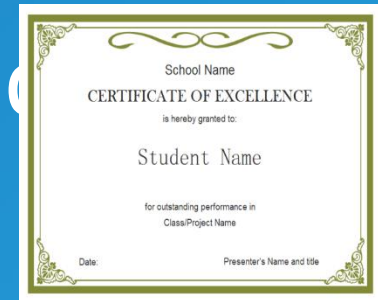 School Name
CERTIFICATE OF EXCELLENCE
is hereby granted to:
Student Name
for outstanding performance in
Class/Project Name
Date: Presenter's Name and title